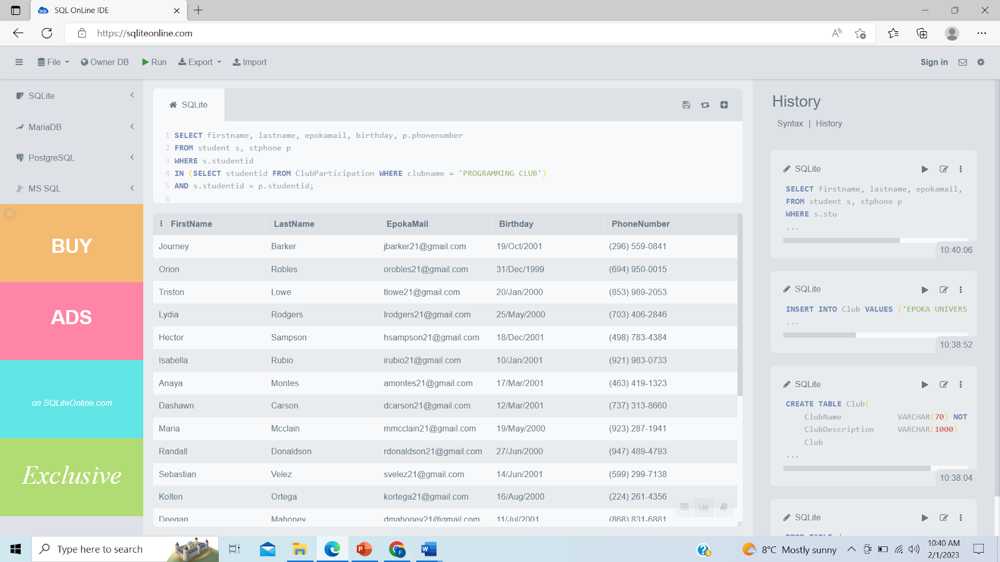 SQL OnLine IDE
https://sqliteonline.com
File
Owner DB
Run
Export
Import
Sign in
SQLite
MariaDB
PostgreSQL
MS SQL
BUY
ADS
on SQLiteOnline.com
Exclusive
SQLite
1 SELECT firstname, lastname, epokamail, birthday, p.phonenumber
2 FROM student s, stphone p
3 WHERE s.studentid
4 IN (SELECT studentid FROM ClubParticipation WHERE clubname = 'PROGRAMMING CLUB')
5 AND s.studentid = p.studentid;
6
FirstName LastName EpokaMail Birthday PhoneNumber
Journey Barker jbarker21@gmail.com 19/Oct/2001 (296) 559-0841
Orion Robles orobles21@gmail.com 31/Dec/1999 (694) 950-0015
Triston Lowe tlowe21@gmail.com 20/Jan/2000 (853) 989-2053
Lydia Rodgers lrodgers21@gmail.com 25/May/2000 (703) 406-2846
Hector Sampson hsampson21@gmail.com 18/Dec/2001 (498) 783-4384
Isabella Rubio irubio21@gmail.com 10/Jan/2001 (921) 983-0733
Anaya Montes amontes21@gmail.com 17/Mar/2001 (463) 419-1323
Dashawn Carson dcarson21@gmail.com 12/Mar/2001 (737) 313-8660
Maria Mcclain mmcclain21@gmail.com 19/May/2000 (923) 287-1941
Randall Donaldson rdonaldson21@gmail.com 27/Jun/2000 (947) 489-4793
Sebastian Velez svelez21@gmail.com 14/Jun/2001 (599) 299-7138
Kolten Ortega kortega21@gmail.com 16/Aug/2000 (224) 261-4356
Deegan Mahoney dmahoney21@gmail.com 11/Jul/2001 (868) 831-6881
History
Syntax | History
SQLite
SELECT firstname, lastname, epokamail,
FROM student s, stphone p
WHERE s.stu
...
10:40:06
SQLite
INSERT INTO Club VALUES ('EPOKA UNIVERS
...
10:38:52
SQLite
CREATE TABLE Club(
ClubName VARCHAR(70) NOT
ClubDescription VARCHAR(1000)
Club
...
10:38:04
SQLite
Type here to search
8°C Mostly sunny
10:40 AM
2/1/2023